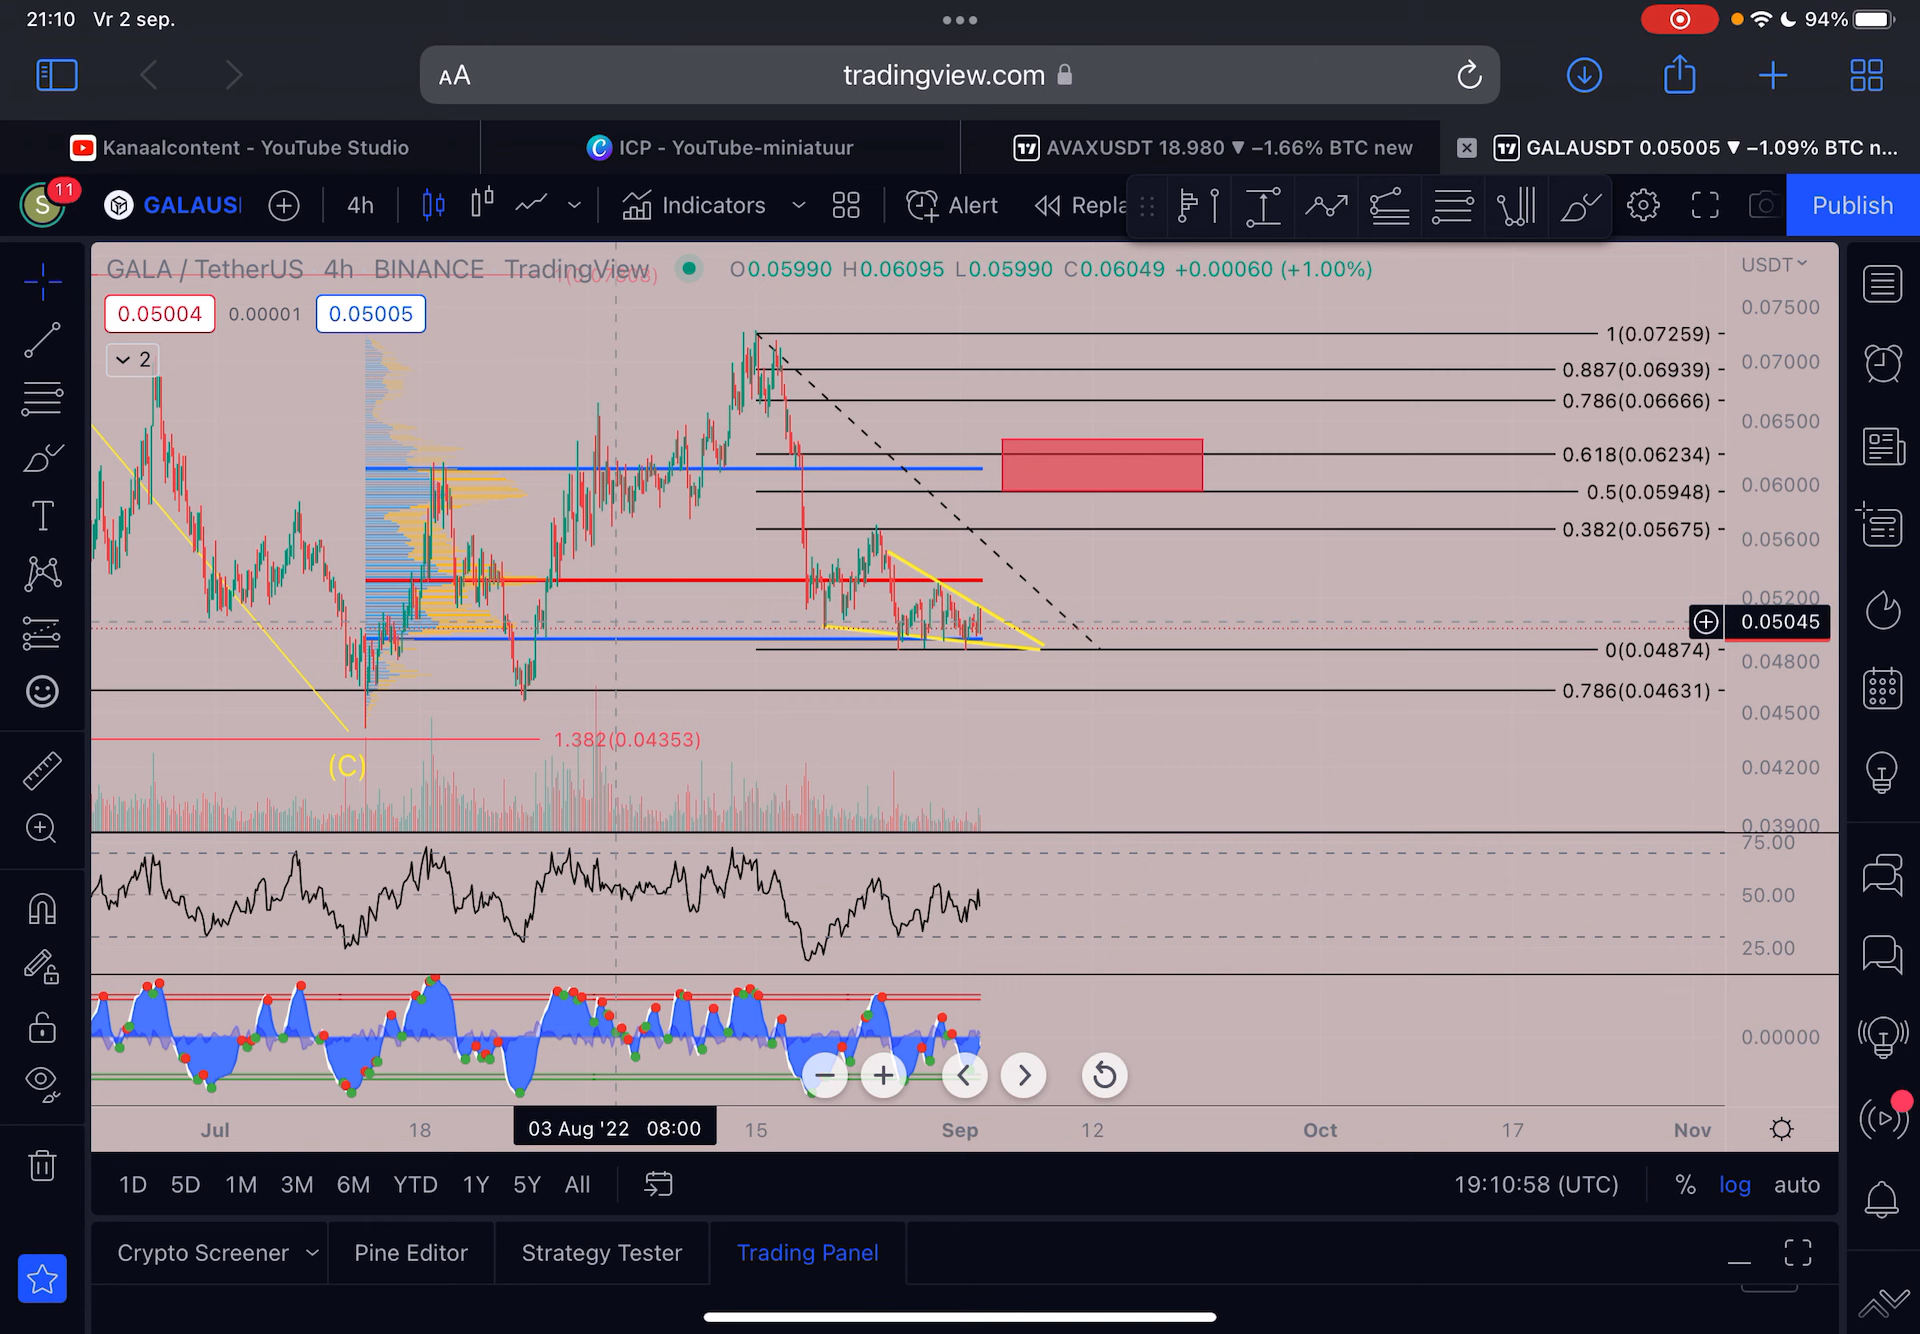 21:10 Vr 2 sep.
94%
AA
tradingview.com
Kanaalcontent - YouTube Studio
ICP - YouTube-miniatuur
AVAXUSDT 18.980 ▼ −1.66% BTC new
GALAUSDT 0.05005 ▼ −1.09% BTC n...
S
11
GALAUS
4h
Indicators
Alert
Repla
Publish
GALA / TetherUS 4h BINANCE TradingView
O0.05990 H0.06095 L0.05990 C0.06049 +0.00060 (+1.00%)
USDT
0.05004
0.00001
0.05005
2
1(0.07259)
0.887(0.06939)
0.786(0.06666)
0.618(0.06234)
0.5(0.05948)
0.382(0.05675)
0(0.04874)
0.786(0.04631)
1.382(0.04353)
(C)
0.07500
0.07000
0.06500
0.06000
0.05600
0.05200
0.05045
0.04800
0.04500
0.04200
0.03900
75.00
50.00
25.00
0.00000
Jul
18
03 Aug '22 08:00
15
Sep
12
Oct
17
Nov
1D 5D 1M 3M 6M YTD 1Y 5Y All
19:10:58 (UTC)
%
log
auto
Crypto Screener
Pine Editor
Strategy Tester
Trading Panel